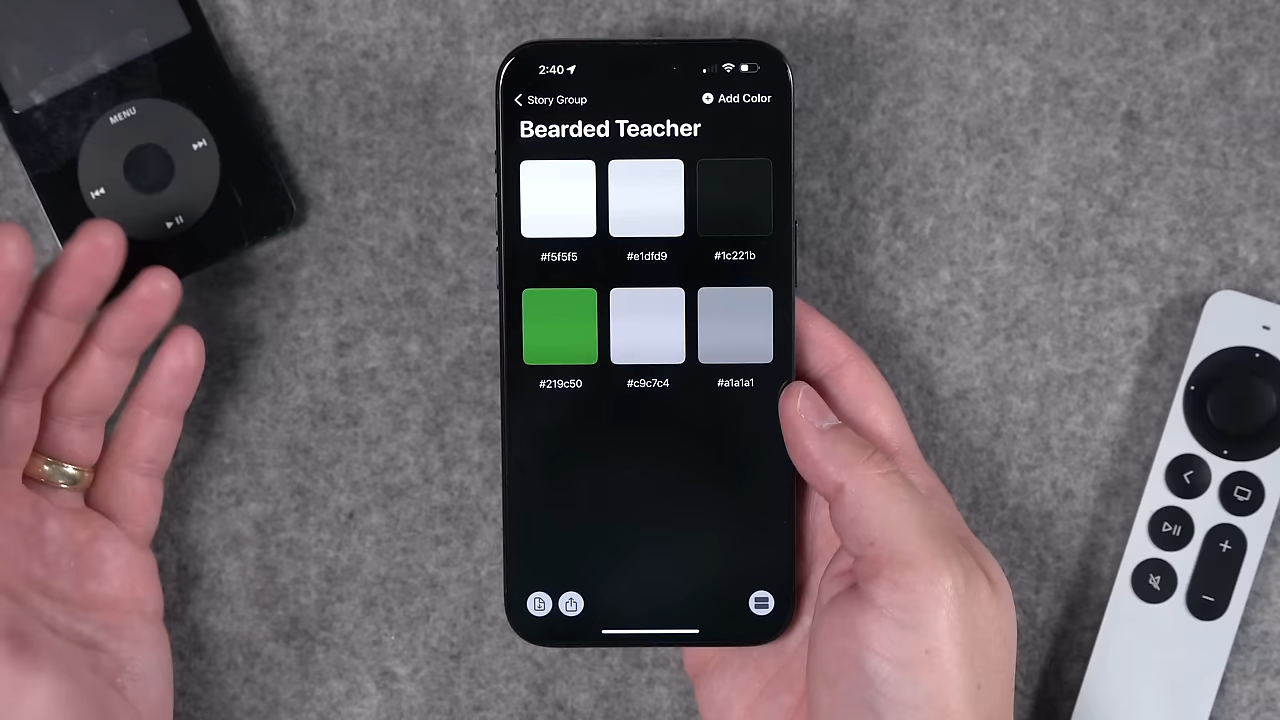 MENU
2:40
Story Group
Add Color
Bearded Teacher
#f5f5f5
#e1dfd9
#1c221b
#219c50
#c9c7c4
#a1a1a1